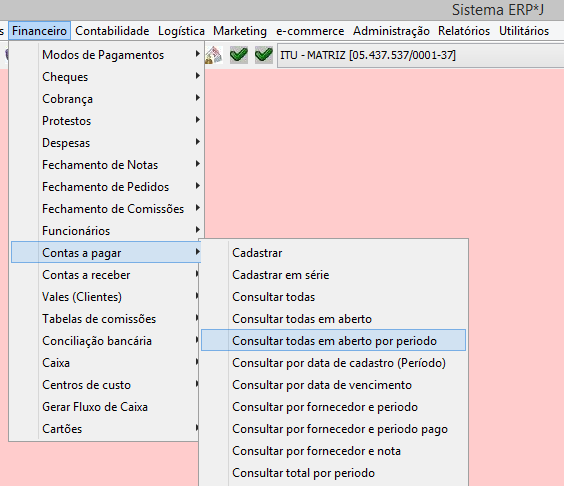 Sistema ERP*J
s Financeiro Contabilidade Logística Marketing e-commerce Administração Relatórios Utilitários
ITU - MATRIZ [05.437.537/0001-37]
Modos de Pagamentos
Cheques
Cobrança
Protestos
Despesas
Fechamento de Notas
Fechamento de Pedidos
Fechamento de Comissões
Funcionários
Contas a pagar
Contas a receber
Vales (Clientes)
Tabelas de comissões
Conciliação bancária
Caixa
Centros de custo
Gerar Fluxo de Caixa
Cartões
Cadastrar
Cadastrar em série
Consultar todas
Consultar todas em aberto
Consultar todas em aberto por periodo
Consultar por data de cadastro (Período)
Consultar por data de vencimento
Consultar por fornecedor e periodo
Consultar por fornecedor e periodo pago
Consultar por fornecedor e nota
Consultar total por periodo